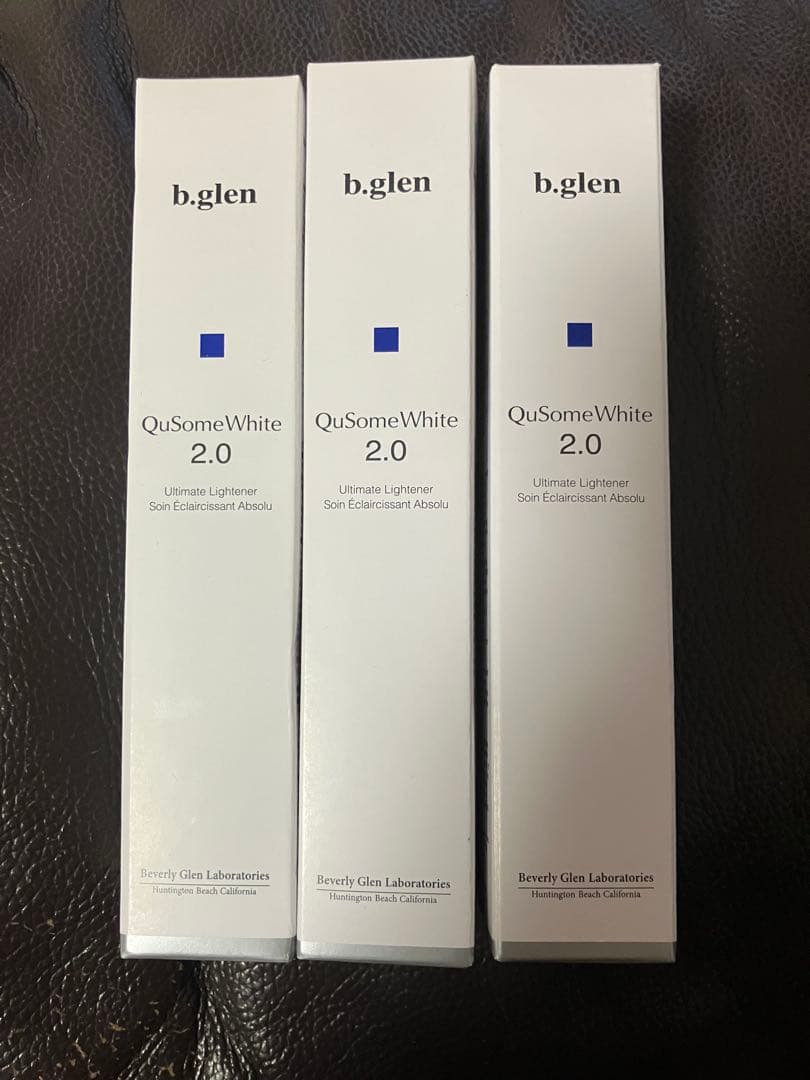 b.glen
QuSomeWhite
2.0
Ultimate Lightener
Soin Éclaircissant Absolu
Beverly Glen Laboratories
Huntington Beach California
b.glen
QuSomeWhite
2.0
Ultimate Lightener
Soin Éclaircissant Absolu
Beverly Glen Laboratories
Huntington Beach California
b.glen
QuSomeWhite
2.0
Ultimate Lightener
Soin Éclaircissant Absolu
Beverly Glen Laboratories
Huntington Beach California